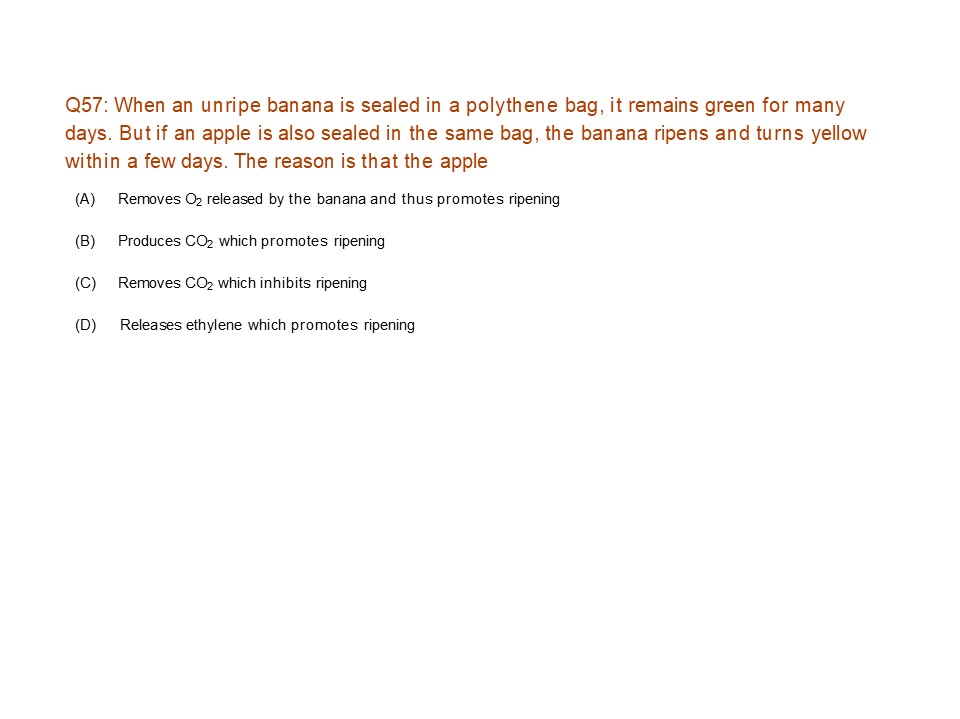 Q57: When an unripe banana is sealed in a polythene bag, it remains green for many
days. But if an apple is also sealed in the same bag, the banana ripens and turns yellow
within a few days. The reason is that the apple
(A) Removes O₂ released by the banana and thus promotes ripening
(B) Produces CO₂ which promotes ripening
(C) Removes CO₂ which inhibits ripening
(D) Releases ethylene which promotes ripening